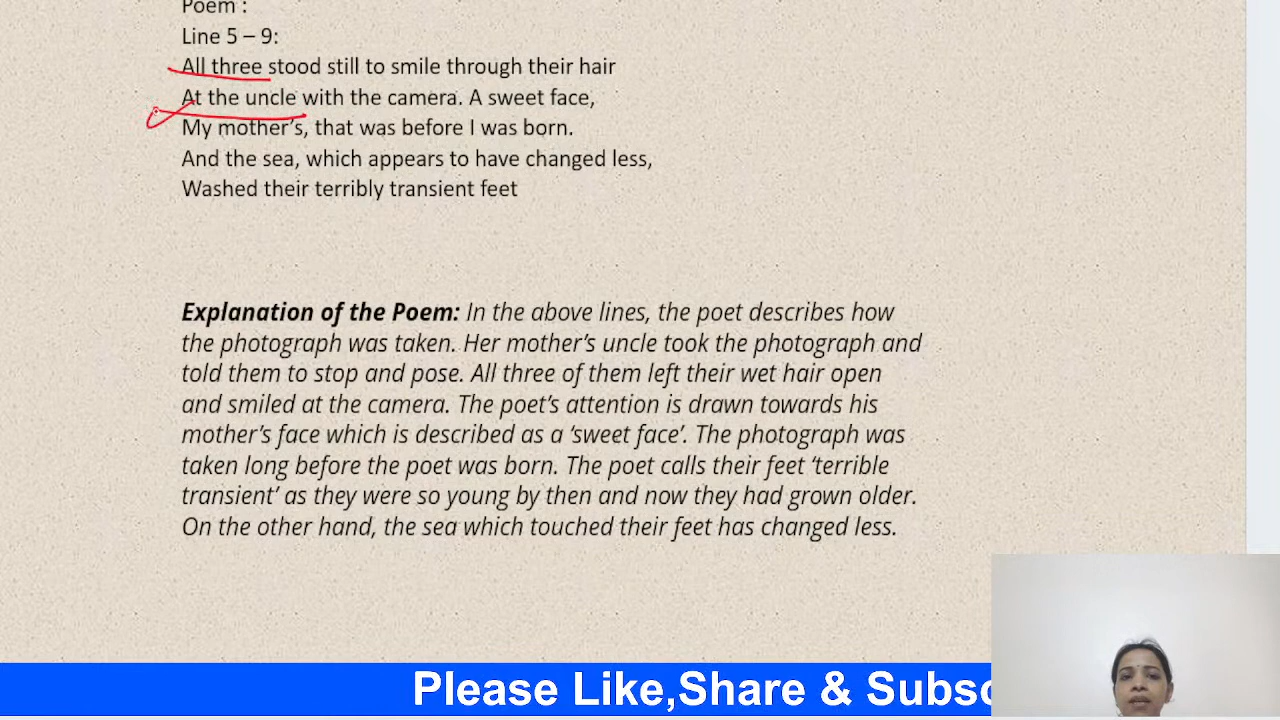 Poem :
Line 5 – 9:
All three stood still to smile through their hair
At the uncle with the camera. A sweet face,
My mother's, that was before I was born.
And the sea, which appears to have changed less,
Washed their terribly transient feet
Explanation of the Poem: In the above lines, the poet describes how
the photograph was taken. Her mother's uncle took the photograph and
told them to stop and pose. All three of them left their wet hair open
and smiled at the camera. The poet's attention is drawn towards his
mother's face which is described as a 'sweet face'. The photograph was
taken long before the poet was born. The poet calls their feet 'terrible
transient' as they were so young by then and now they had grown older.
On the other hand, the sea which touched their feet has changed less.
Please Like,Share & Subsc